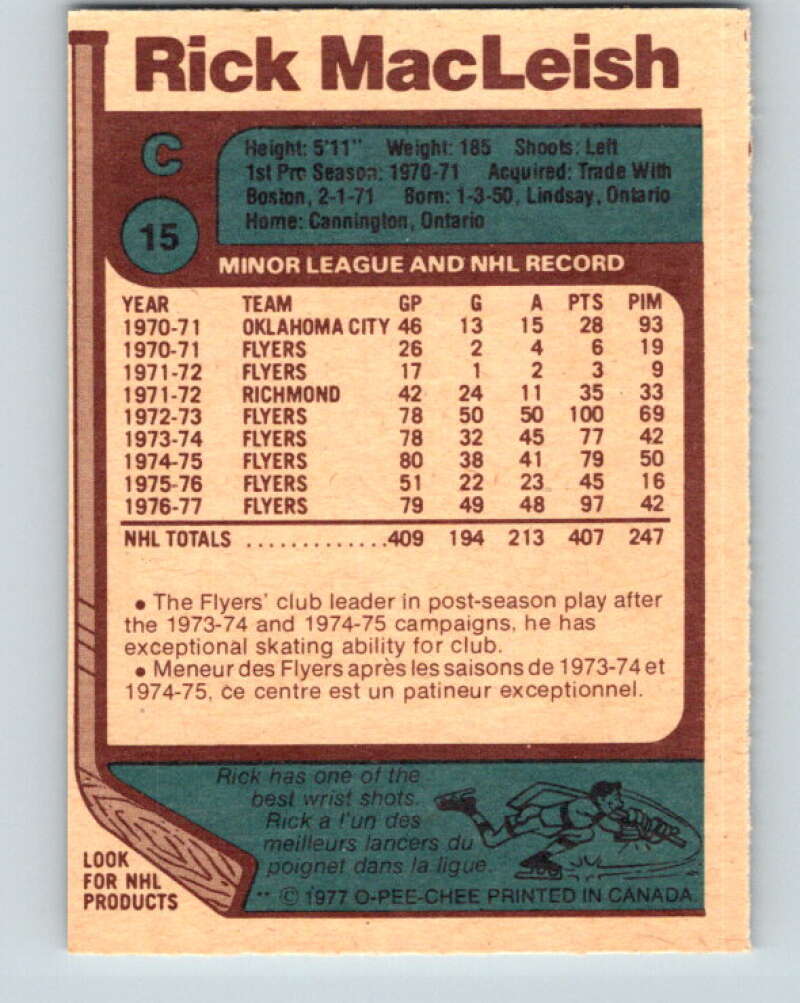 Rick MacLeish
C
15
Height: 5'11" Weight: 185 Shoots: Left
1st Pro Season: 1970-71 Acquired: Trade With
Boston, 2-1-71 Born: 1-3-50, Lindsay, Ontario
Home: Cannington, Ontario
MINOR LEAGUE AND NHL RECORD
YEAR TEAM GP G A PTS PIM
1970-71 OKLAHOMA CITY 46 13 15 28 93
1970-71 FLYERS 26 2 4 6 19
1971-72 FLYERS 17 1 2 3 9
1971-72 RICHMOND 42 24 11 35 33
1972-73 FLYERS 78 50 50 100 69
1973-74 FLYERS 78 32 45 77 42
1974-75 FLYERS 80 38 41 79 50
1975-76 FLYERS 51 22 23 45 16
1976-77 FLYERS 79 49 48 97 42
NHL TOTALS .............409 194 213 407 247
• The Flyers' club leader in post-season play after
the 1973-74 and 1974-75 campaigns, he has
exceptional skating ability for club.
• Meneur des Flyers après les saisons de 1973-74 et
1974-75, ce centre est un patineur exceptionnel.
Rick has one of the
best wrist shots.
Rick a l'un des
meilleurs lancers du
poignet dans la ligue.
LOOK
FOR NHL
PRODUCTS
** © 1977 O-PEE-CHEE PRINTED IN CANADA